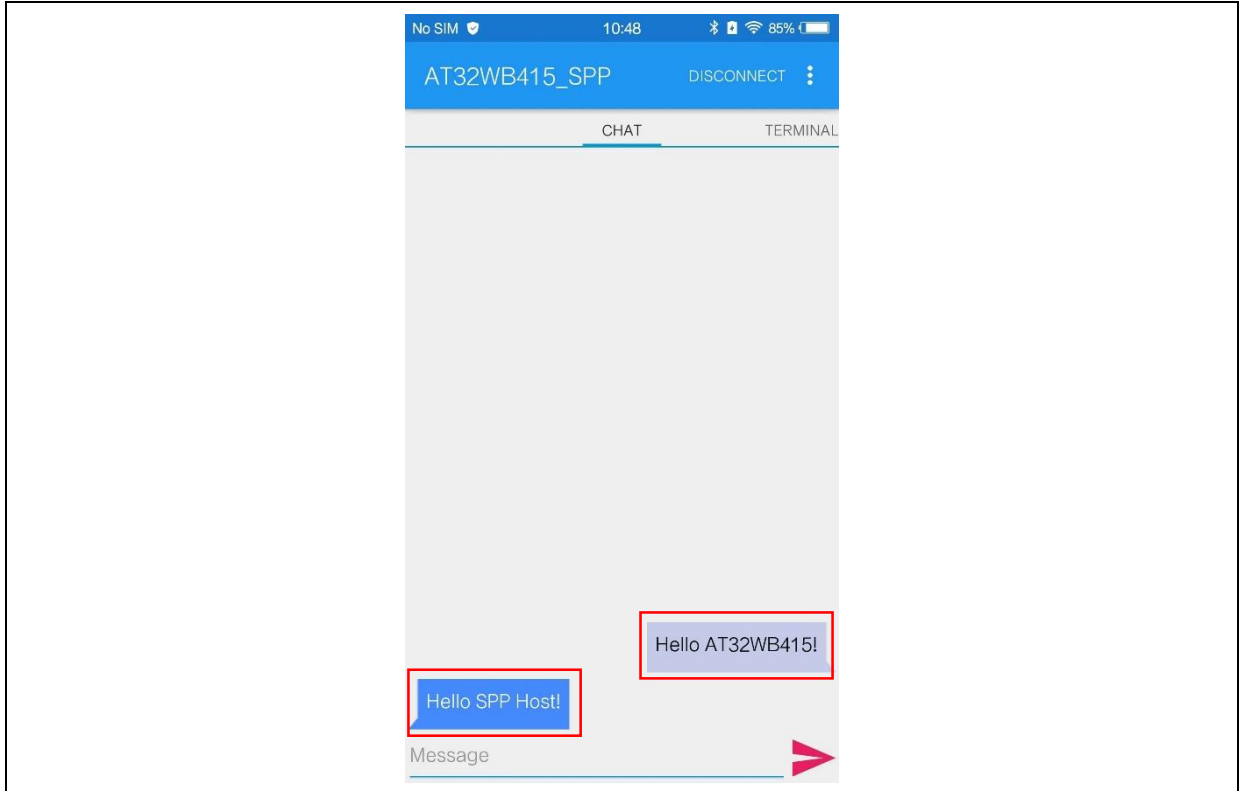 No SIM 10:48 85%
AT32WB415_SPP DISCONNECT
CHAT TERMINAL
Hello AT32WB415!
Hello SPP Host!
Message